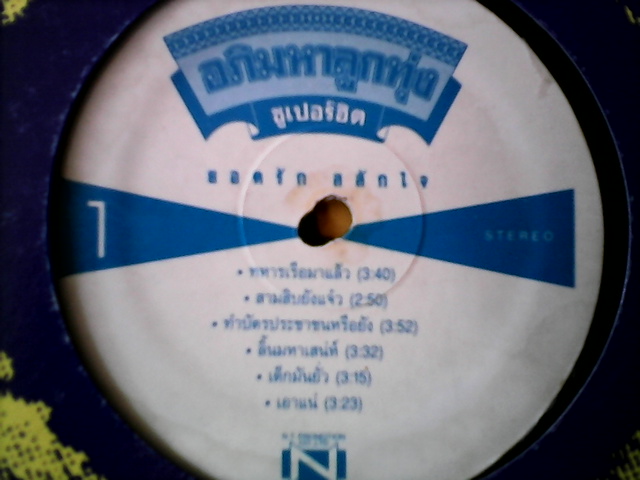 อภิมหาลูกทุ่ง
ซูเปอร์ฮิต
ยอดรัก สลักใจ
1
STEREO
• ทหารเรือมาแล้ว (3:40)
• สามสิบยังแจ๋ว (2:50)
• ทำบัตรประชาชนหรือยัง (3:52)
• ลิ้นมหาเสน่ห์ (3:32)
• เด็กมันยั่ว (3:15)
• เอาแน่ (3:23)
N